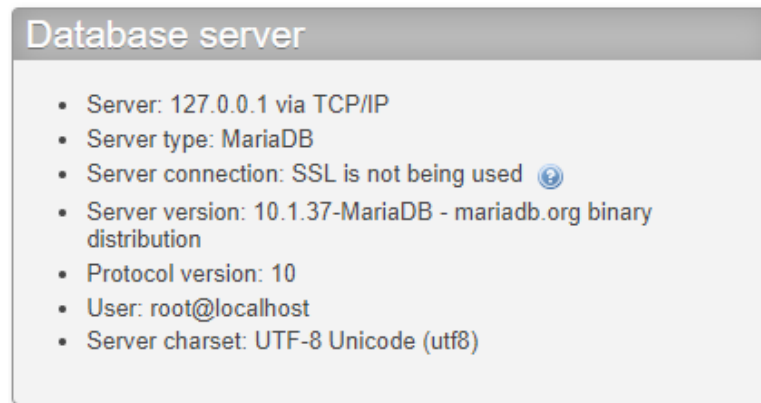 Database server
• Server: 127.0.0.1 via TCP/IP
• Server type: MariaDB
• Server connection: SSL is not being used
• Server version: 10.1.37-MariaDB - mariadb.org binary
distribution
• Protocol version: 10
• User: root@localhost
• Server charset: UTF-8 Unicode (utf8)